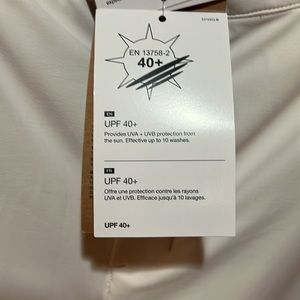 EN 13758-2
40+
EN
UPF 40+
Provides UVA + UVB protection from
the sun. Effective up to 10 washes.
FR
UPF 40+
Offre une protection contre les rayons
UVA et UVB. Efficace jusqu'à 10 lavages.
UPF 40+